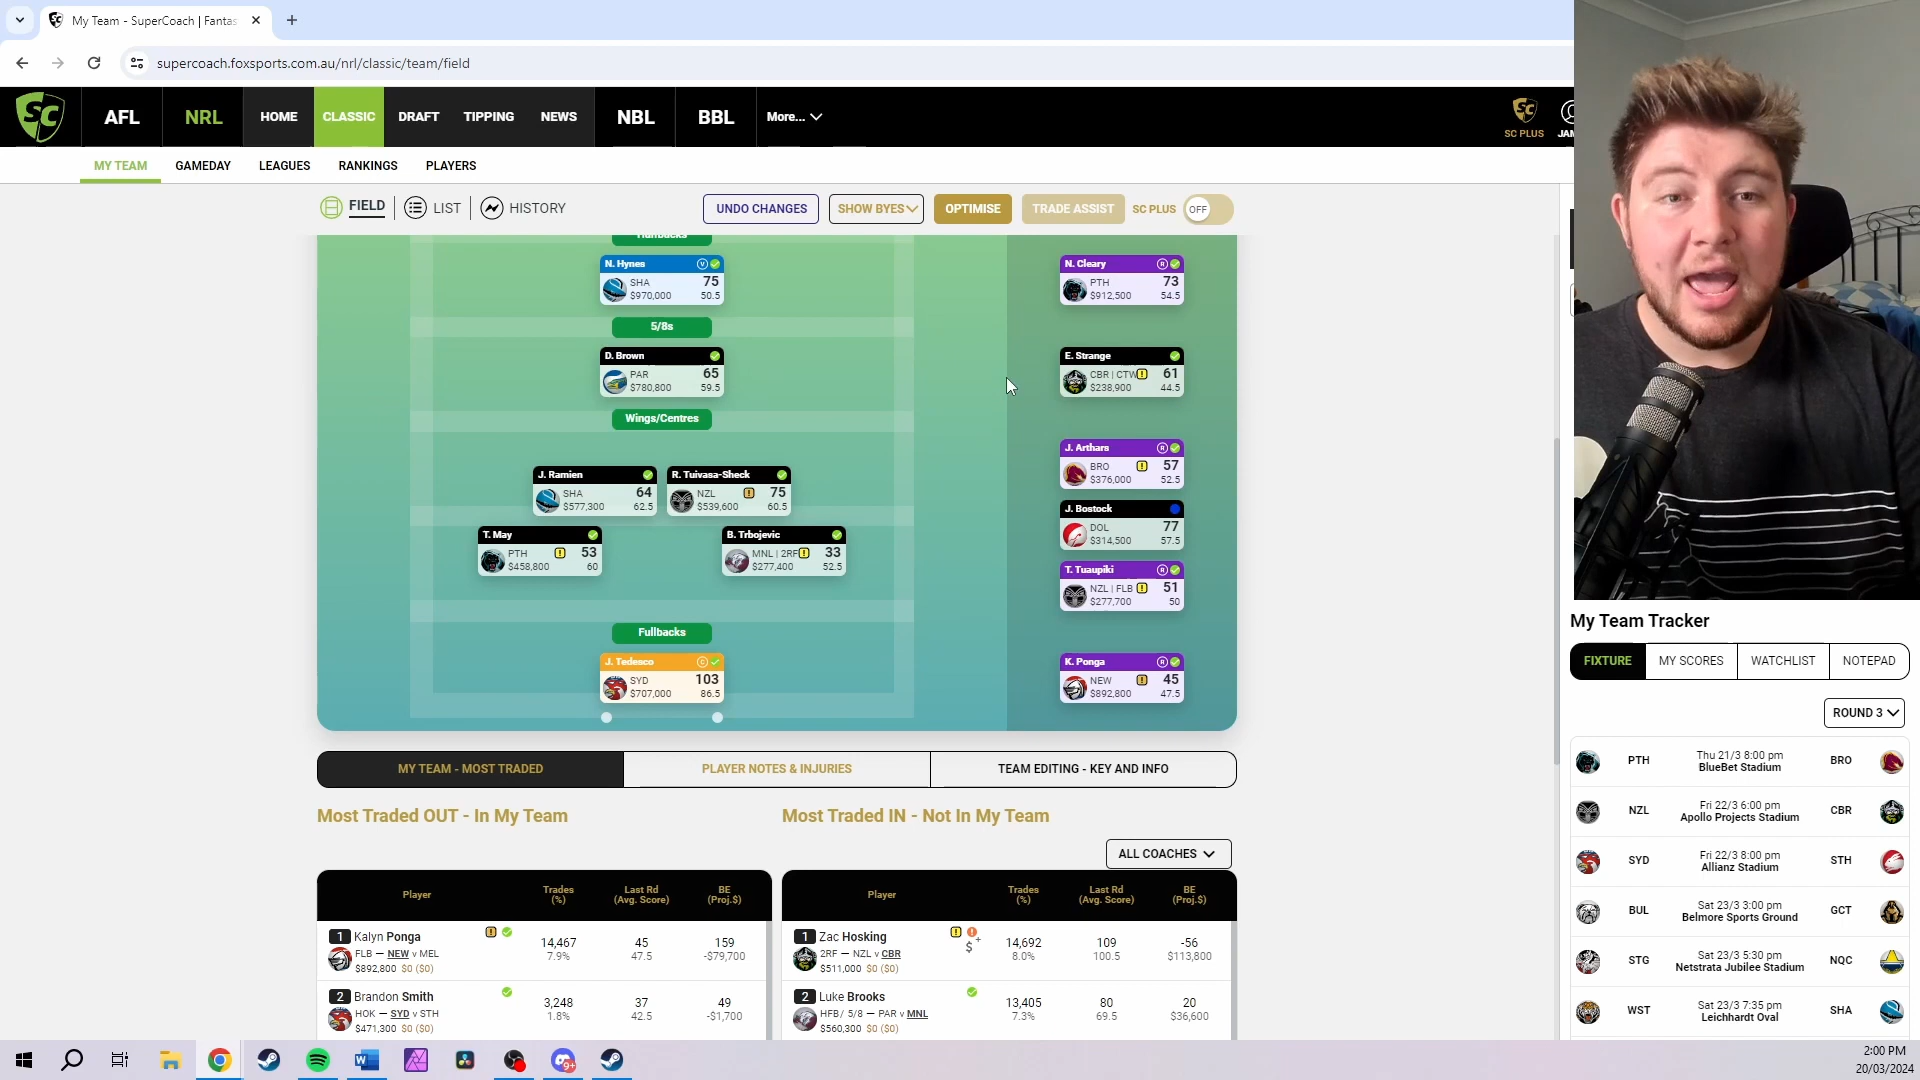 My Team - SuperCoach | Fantas
supercoach.foxsports.com.au/nrl/classic/team/field
SC
AFL
NRL
HOME
CLASSIC
DRAFT
TIPPING
NEWS
NBL
BBL
More...
SC PLUS
MY TEAM
GAMEDAY
LEAGUES
RANKINGS
PLAYERS
FIELD
LIST
HISTORY
UNDO CHANGES
SHOW BYES
OPTIMISE
TRADE ASSIST
SC PLUS
OFF
N. Hynes V
SHA 75
$970,000 50.5
N. Cleary R
PTH 73
$912,500 54.5
5/8s
D. Brown
PAR 65
$780,800 59.5
E. Strange
CBR | CTW 61
$238,900 44.5
Wings/Centres
J. Arthars R
BRO 57
$376,000 52.5
J. Ramien
SHA 64
$577,300 62.5
R. Tuivasa-Sheck
NZL 75
$539,600 60.5
J. Bostock
DOL 77
$314,500 57.5
T. May
PTH 53
$458,800 60
B. Trbojevic
MNL | 2RF 33
$277,400 52.5
T. Tuaupiki R
NZL | FLB 51
$277,700 50
Fullbacks
J. Tedesco C
SYD 103
$707,000 86.5
K. Ponga R
NEW 45
$892,800 47.5
MY TEAM - MOST TRADED
PLAYER NOTES & INJURIES
TEAM EDITING - KEY AND INFO
Most Traded OUT - In My Team
Most Traded IN - Not In My Team
ALL COACHES
Player Trades (%) Last Rd (Avg. Score) BE (Proj.$)
1 Kalyn Ponga 14,467 45 159
FLB — NEW v MEL 7.9% 47.5 -$79,700
$892,800 $0 ($0)
2 Brandon Smith 3,248 37 49
HOK — SYD v STH 1.8% 42.5 -$1,700
$471,300 $0 ($0)
Player Trades (%) Last Rd (Avg. Score) BE (Proj.$)
1 Zac Hosking 14,692 109 -56
2RF — NZL v CBR 8.0% 100.5 $113,800
$511,000 $0 ($0)
2 Luke Brooks 13,405 80 20
HFB/ 5/8 — PAR v MNL 7.3% 69.5 $36,600
$560,300 $0 ($0)
My Team Tracker
FIXTURE
MY SCORES
WATCHLIST
NOTEPAD
ROUND 3
PTH Thu 21/3 8:00 pm BRO
BlueBet Stadium
NZL Fri 22/3 6:00 pm CBR
Apollo Projects Stadium
SYD Fri 22/3 8:00 pm STH
Allianz Stadium
BUL Sat 23/3 3:00 pm GCT
Belmore Sports Ground
STG Sat 23/3 5:30 pm NQC
Netstrata Jubilee Stadium
WST Sat 23/3 7:35 pm SHA
Leichhardt Oval
9+
2:00 PM
20/03/2024